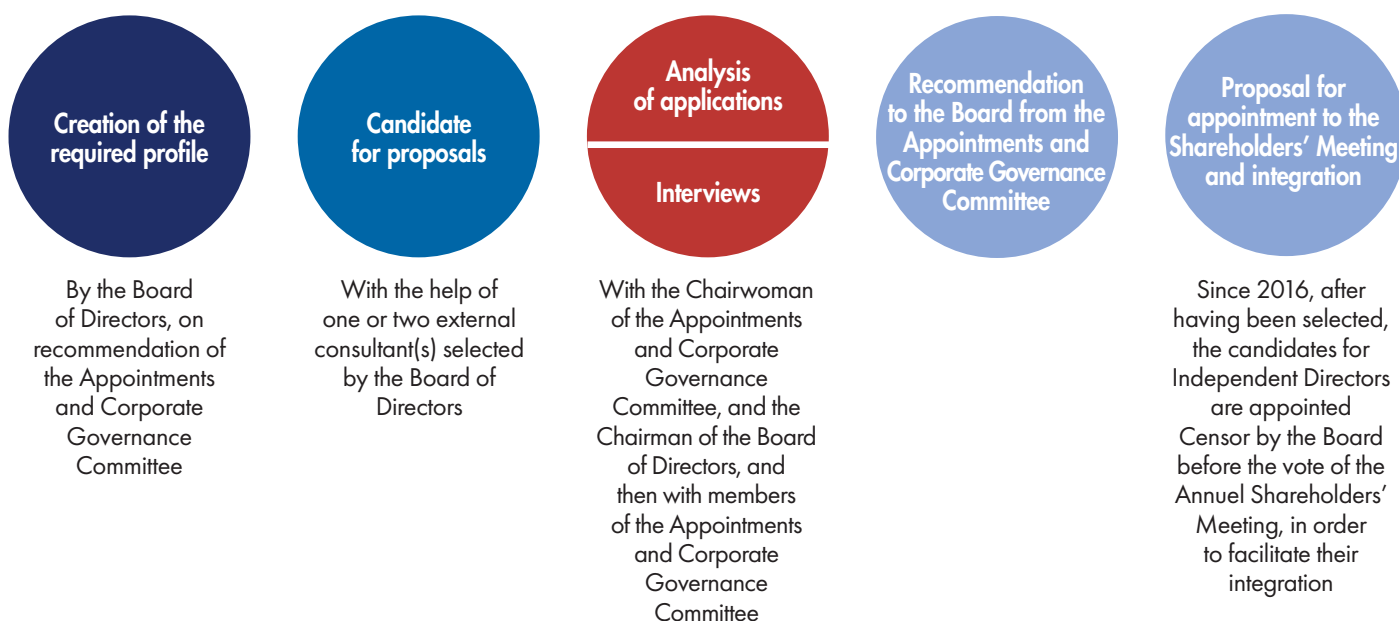 Creation of the
required profile
By the Board
of Directors, on
recommendation of
the Appointments
and Corporate
Governance
Committee
Candidate
for proposals
With the help of
one or two external
consultant(s) selected
by the Board of
Directors
Analysis
of applications
Interviews
With the Chairwoman
of the Appointments
and Corporate
Governance
Committee, and the
Chairman of the Board
of Directors, and
then with members
of the Appointments
and Corporate
Governance
Committee
Recommendation
to the Board from the
Appointments and
Corporate Governance
Committee
Proposal for
appointment to the
Shareholders’ Meeting
and integration
Since 2016, after
having been selected,
the candidates for
Independent Directors
are appointed
Censor by the Board
before the vote of the
Annuel Shareholders’
Meeting, in order
to facilitate their
integration